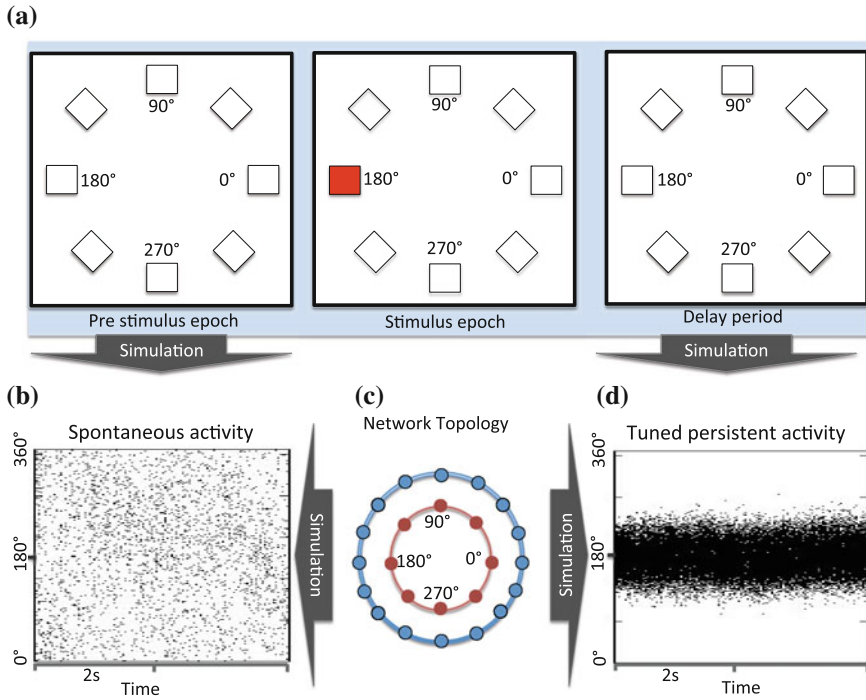 (a)
90°
180°
0°
270°
Pre stimulus epoch
90°
180°
0°
270°
Stimulus epoch
90°
180°
0°
270°
Delay period
Simulation
Simulation
(b)
Spontaneous activity
360°
180°
0°
2s
Time
Simulation
(c)
Network Topology
90°
180°
0°
270°
Simulation
(d)
Tuned persistent activity
360°
180°
0°
2s
Time